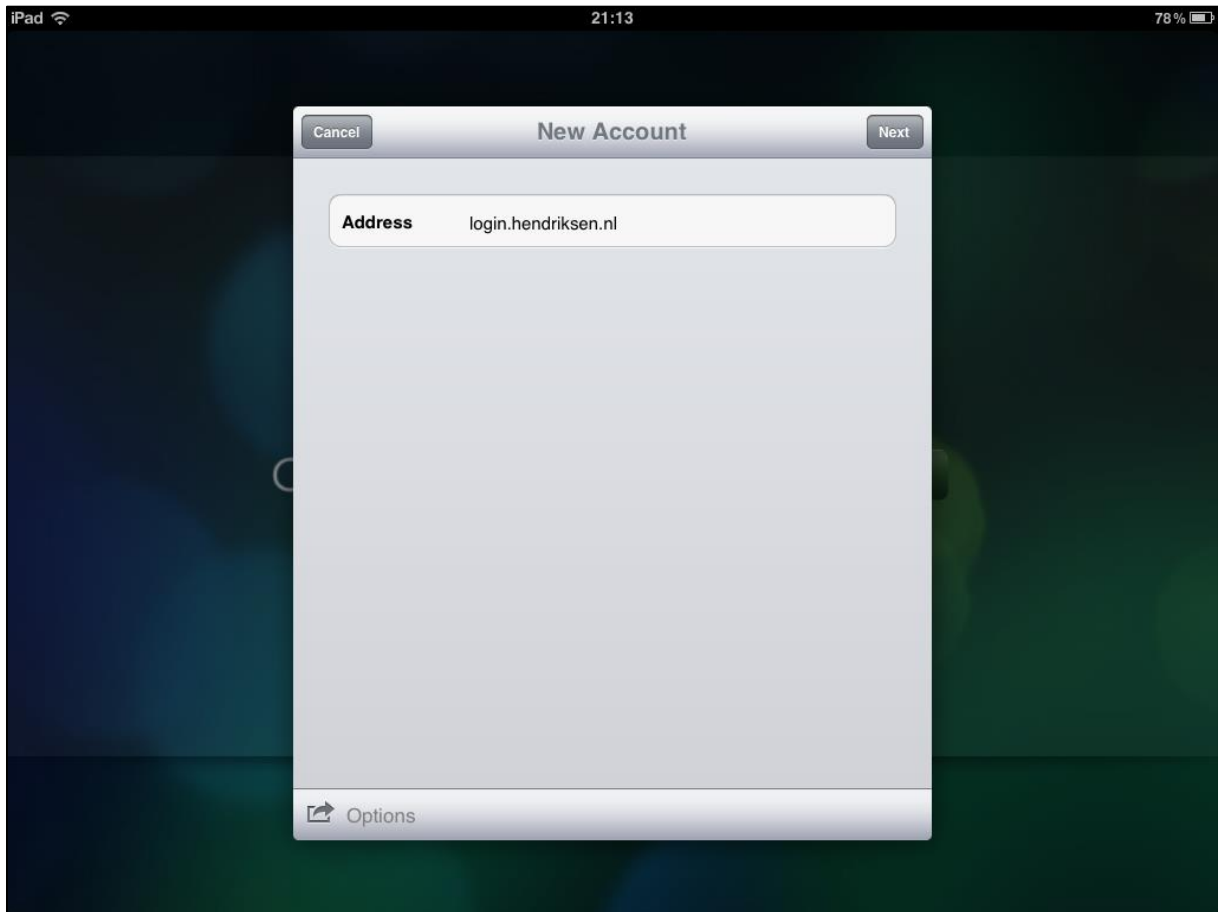 iPad 21:13 78%
Cancel New Account Next
Address login.hendriksen.nl
Options